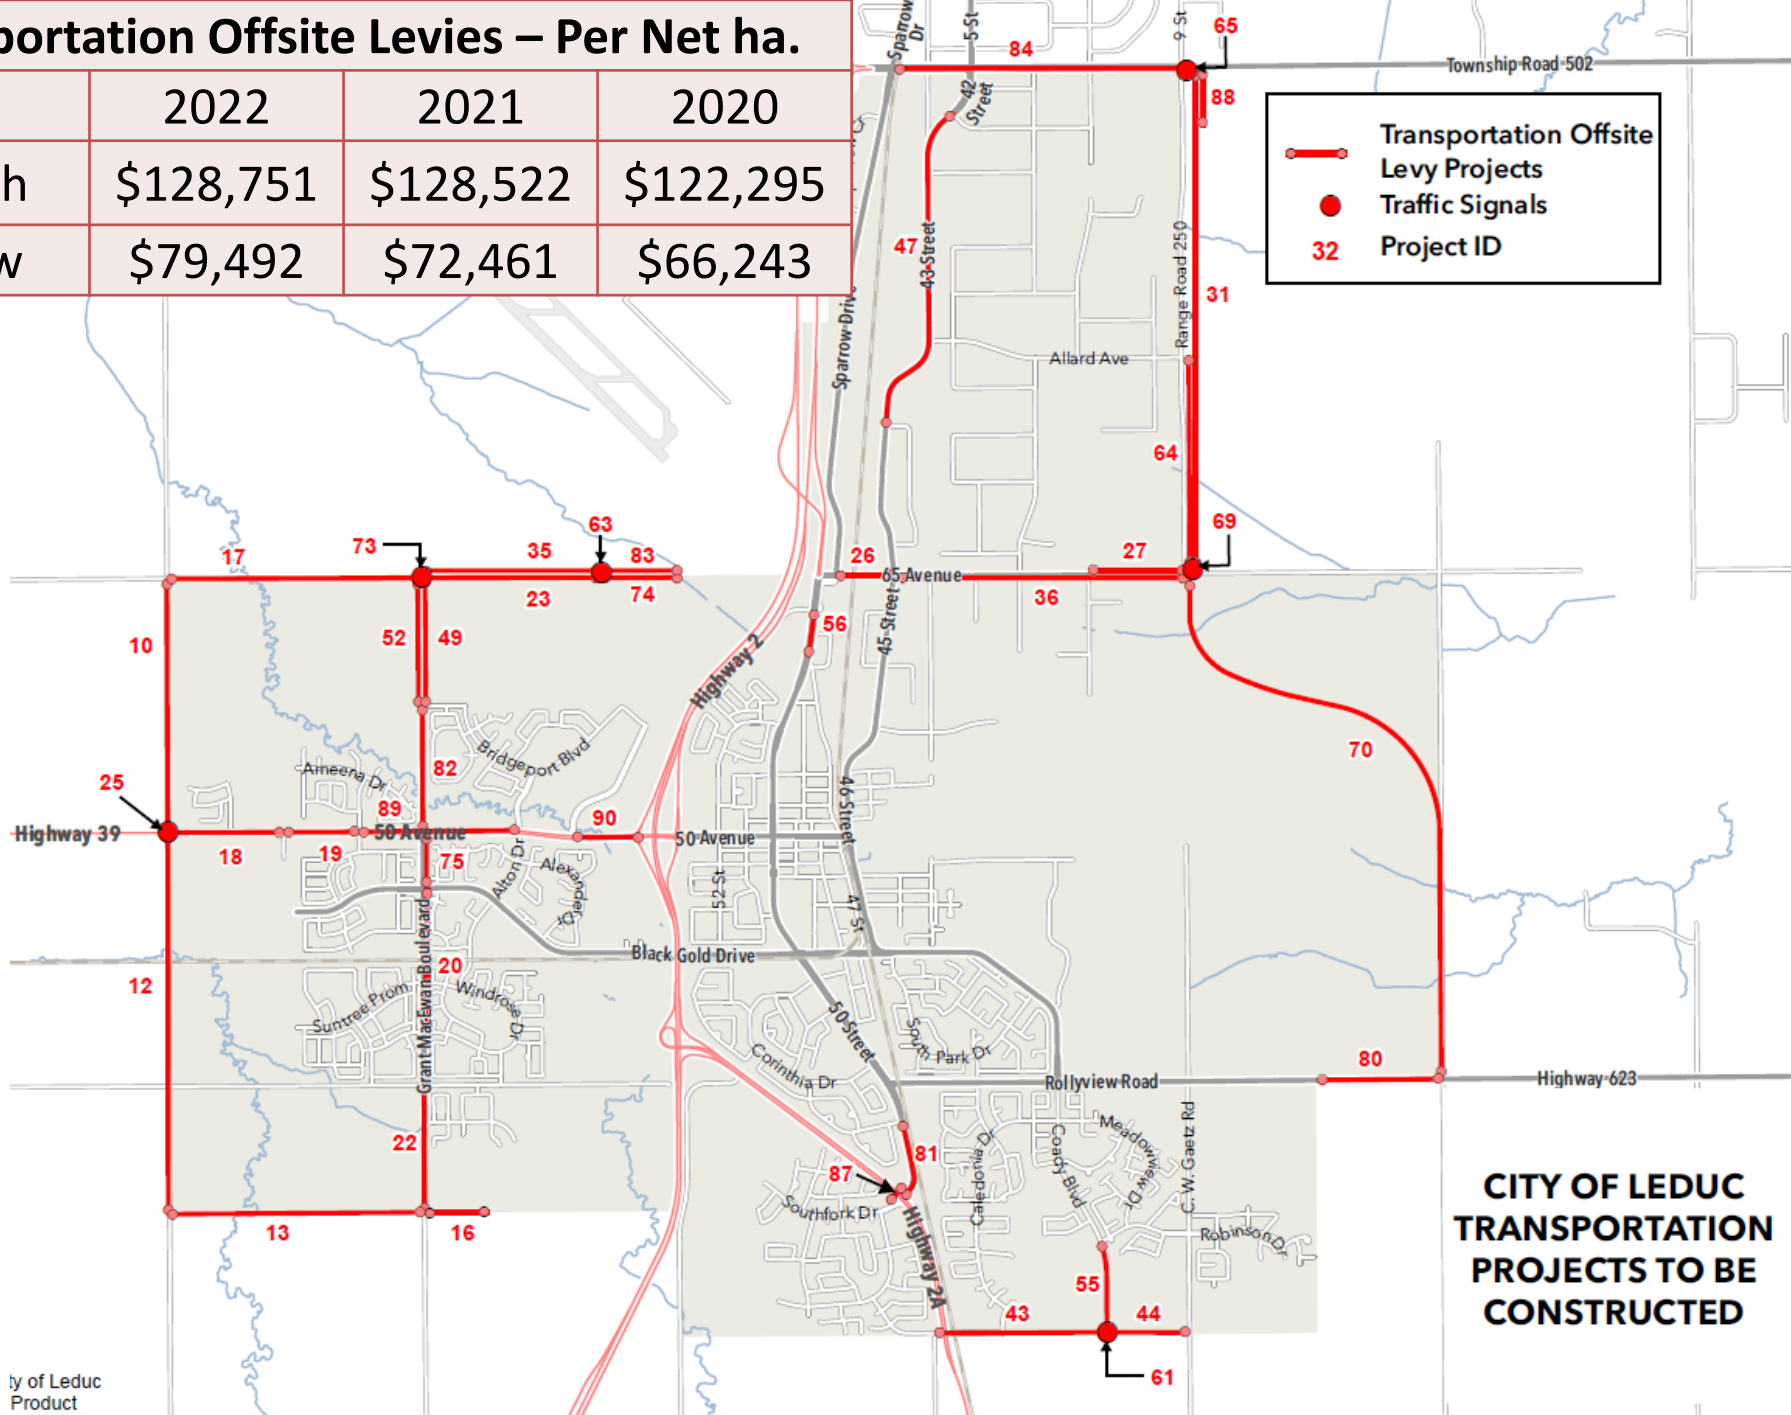 portation Offsite Levies – Per Net ha.
2022 2021 2020
h $128,751 $128,522 $122,295
w $79,492 $72,461 $66,243
Sparrow Dr
5 St
9 St
65
84
Township Road 502
42 Street
88
Transportation Offsite
Levy Projects
Traffic Signals
32 Project ID
47
43 Street
Range Road 250
31
Sparrow Drive
Allard Ave
64
69
63
73
17
35
83
26
27
65 Avenue
23
74
36
10
52
49
56
45 Street
Highway 2
70
Bridgeport Blvd
Ameena Dr
82
25
89
90
46 Street
Highway 39
50 Avenue
50 Avenue
18
19
75
Alton Dr
Alexander Dr
52 St
47 St
Grant MacEwan Boulevard
Black Gold Drive
20
12
Suntree Prom
Windrose Dr
50 Street
South Park Dr
Corinthia Dr
80
Rollyview Road
Highway 623
22
81
87
Caledonia Dr
Coady Blvd
Meadowview Dr
C. W. Gaetz Rd
Southfork Dr
Highway 2A
Robinson Dr
13
16
55
43
44
61
CITY OF LEDUC
TRANSPORTATION
PROJECTS TO BE
CONSTRUCTED
ty of Leduc
Product